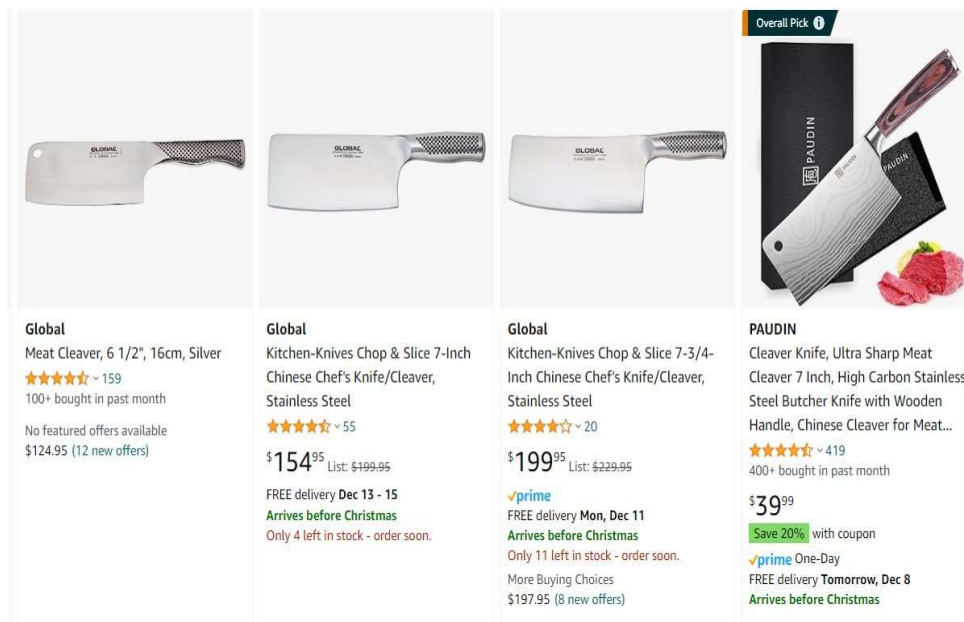 Overall Pick
GLOBAL
GLOBAL
GLOBAL
PAUDIN
PAUDIN
PAUDIN
Global
Meat Cleaver, 6 1/2", 16cm, Silver
159
100+ bought in past month
No featured offers available
$124.95 (12 new offers)
Global
Kitchen-Knives Chop & Slice 7-Inch
Chinese Chef's Knife/Cleaver,
Stainless Steel
55
$154.95 List: $199.95
FREE delivery Dec 13 - 15
Arrives before Christmas
Only 4 left in stock - order soon.
Global
Kitchen-Knives Chop & Slice 7-3/4-
Inch Chinese Chef's Knife/Cleaver,
Stainless Steel
20
$199.95 List: $229.95
prime
FREE delivery Mon, Dec 11
Arrives before Christmas
Only 11 left in stock - order soon.
More Buying Choices
$197.95 (8 new offers)
PAUDIN
Cleaver Knife, Ultra Sharp Meat
Cleaver 7 Inch, High Carbon Stainless
Steel Butcher Knife with Wooden
Handle, Chinese Cleaver for Meat...
419
400+ bought in past month
$39.99
Save 20% with coupon
prime One-Day
FREE delivery Tomorrow, Dec 8
Arrives before Christmas